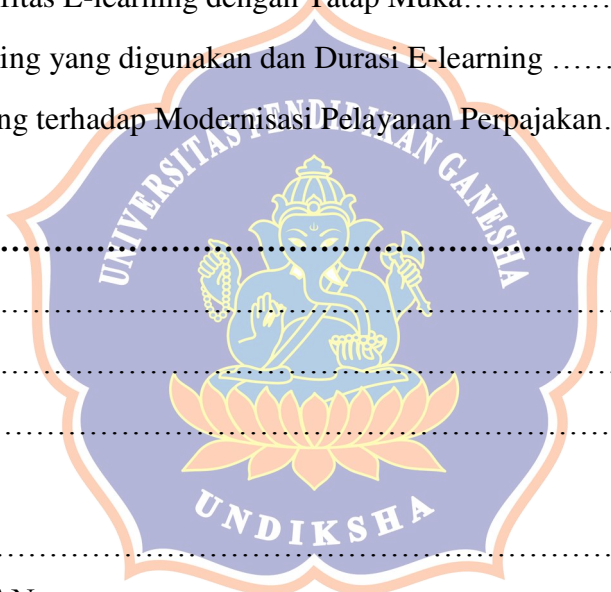 itas E-learning dengan Tatap Muka……………
ing yang digunakan dan Durasi E-learning ……
ng terhadap Modernisasi Pelayanan Perpajakan.
UNIVERSITAS PENDIDIKAN GANESHA
UNDIKSHA